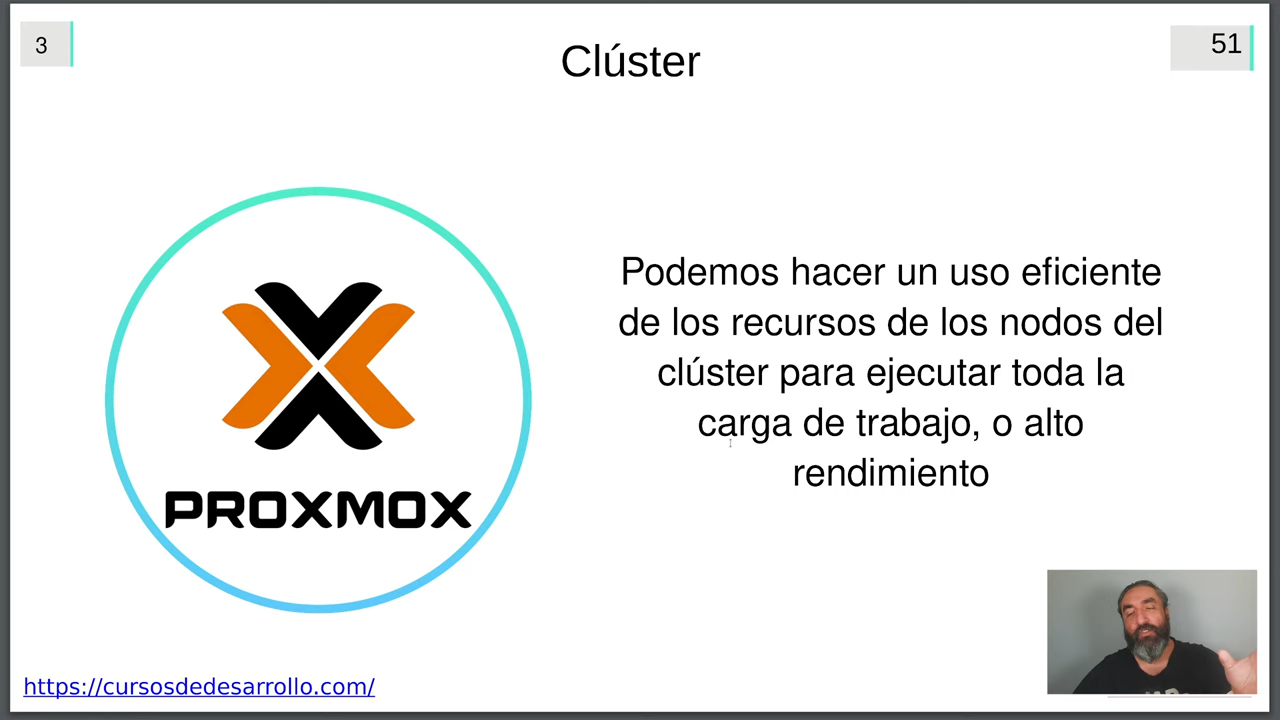 3
Clúster
51
Podemos hacer un uso eficiente
de los recursos de los nodos del
clúster para ejecutar toda la
carga de trabajo, o alto
rendimiento
PROXMOX
https://cursosdedesarrollo.com/